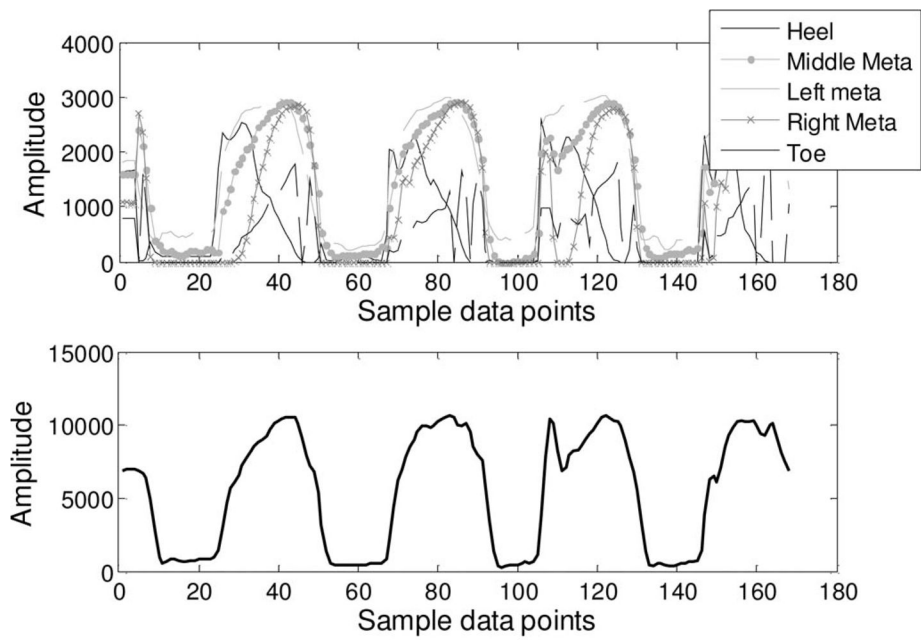 Heel
Middle Meta
Left meta
Right Meta
Toe
Amplitude
4000
3000
2000
1000
0
0 20 40 60 80 100 120 140 160 180
Sample data points
Amplitude
15000
10000
5000
0
0 20 40 60 80 100 120 140 160 180
Sample data points